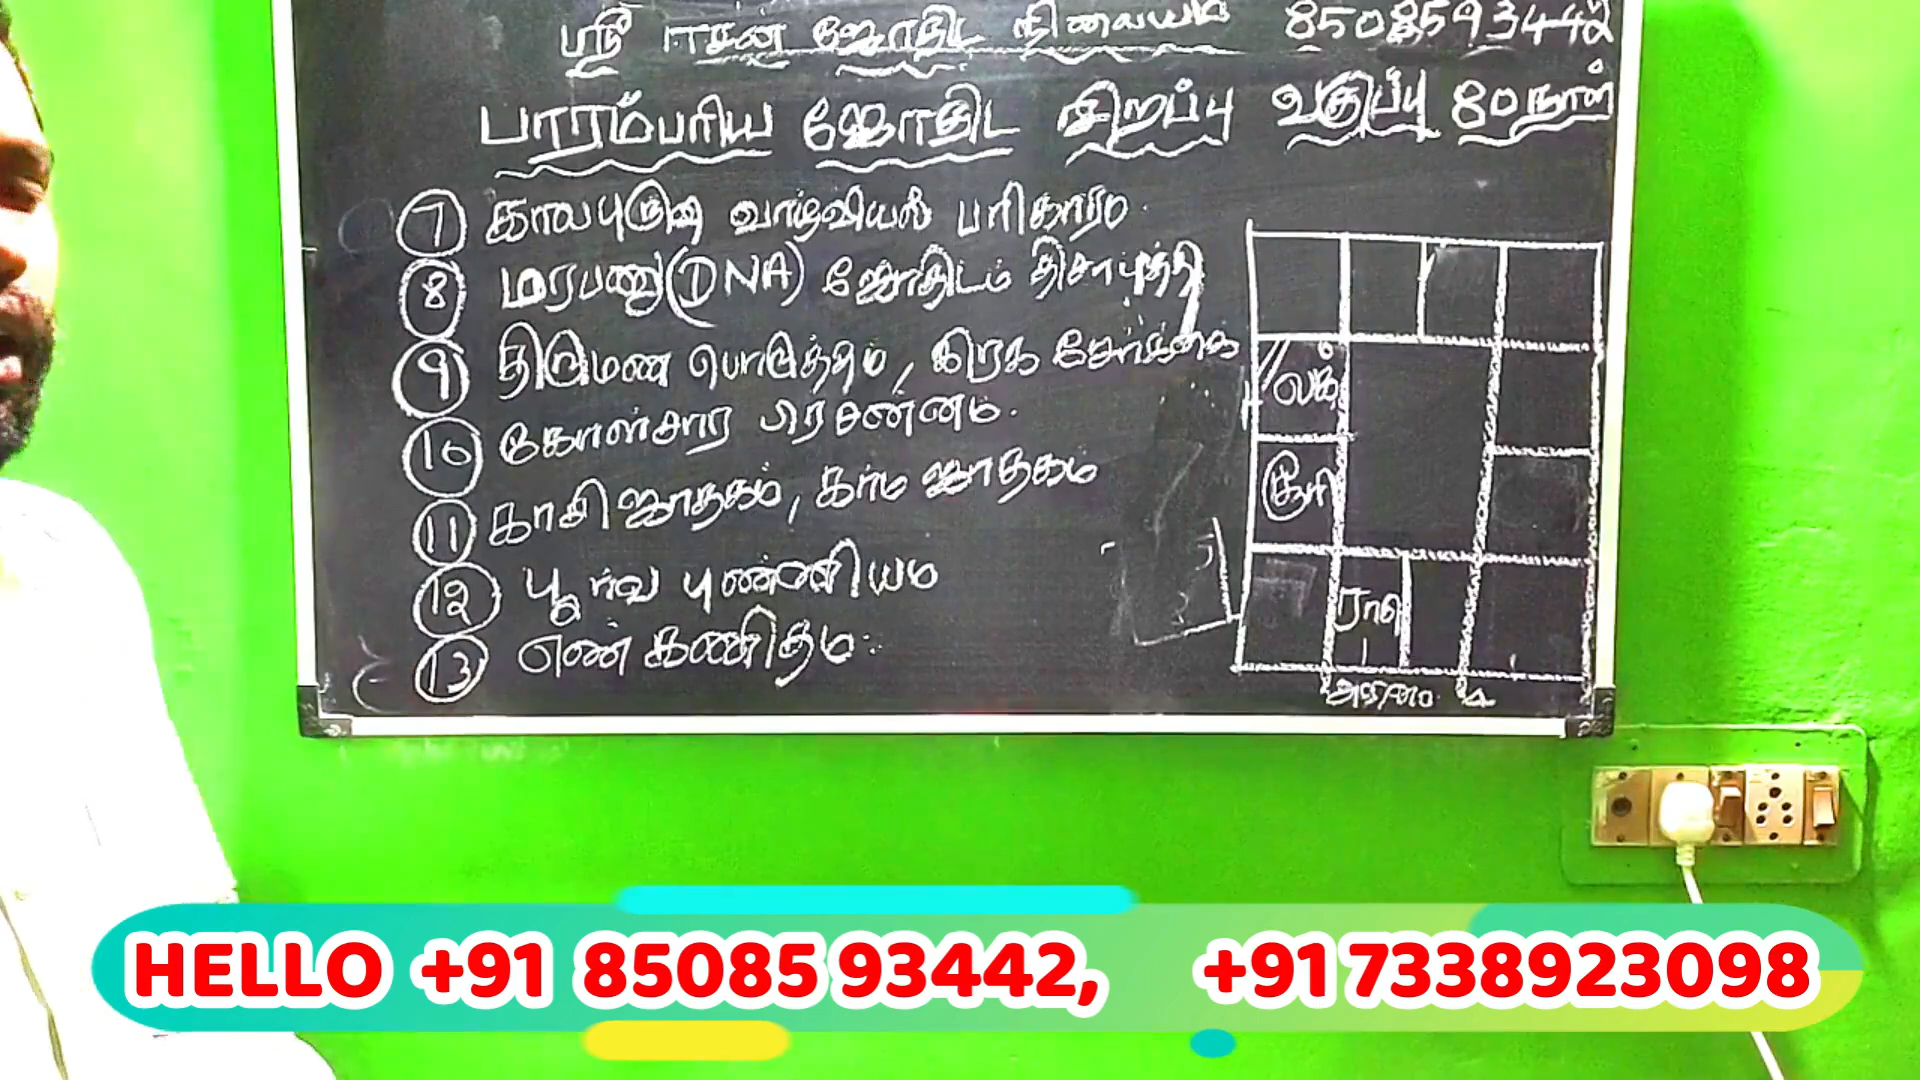 ஸ்ரீ ஈசன் ஜோதிட நிலையம் 8508593442
பாரம்பரிய ஜோதிட சிறப்பு வகுப்பு 80 நாள்
7 காலபுருஷ வாழ்வியல் பரிகாரம்.
8 மரபணு (DNA) ஜோதிடம் திசாபுத்தி
9 திருமண பொருத்தம், கிரக சேர்க்கை
10 கோள்சார பிரசன்னம்.
11 காசி ஜாதகம், கர்ம ஜாதகம்
12 பூர்வ புண்ணியம்
13 எண் கணிதம்.
லக்
சூரி
ராகு
HELLO +91 85085 93442, +91 7338923098